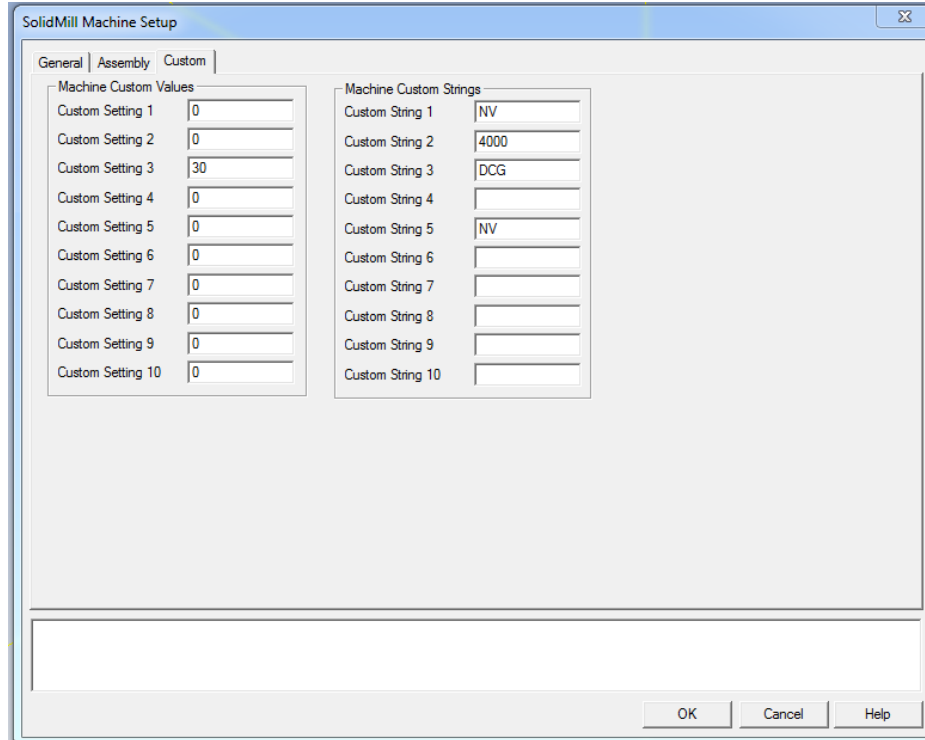 SolidMill Machine Setup
General Assembly Custom
Machine Custom Values
Custom Setting 1 0
Custom Setting 2 0
Custom Setting 3 30
Custom Setting 4 0
Custom Setting 5 0
Custom Setting 6 0
Custom Setting 7 0
Custom Setting 8 0
Custom Setting 9 0
Custom Setting 10 0
Machine Custom Strings
Custom String 1 NV
Custom String 2 4000
Custom String 3 DCG
Custom String 4
Custom String 5 NV
Custom String 6
Custom String 7
Custom String 8
Custom String 9
Custom String 10
OK Cancel Help